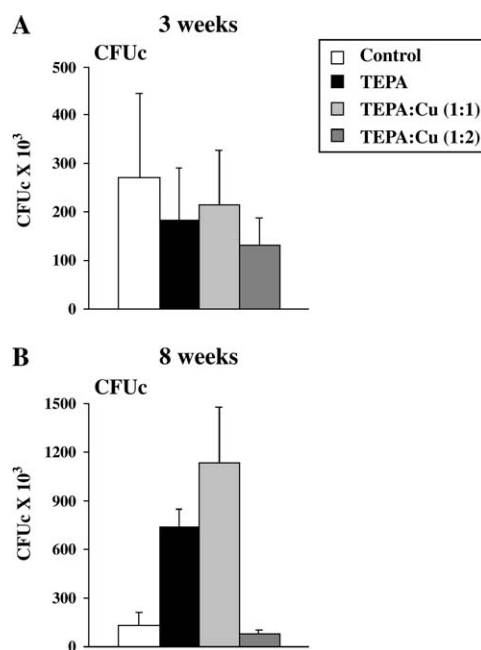 A
3 weeks
CFUc
500
400
300
200
100
0
CFUc X 10³
Control
TEPA
TEPA:Cu (1:1)
TEPA:Cu (1:2)
B
8 weeks
CFUc
1500
1200
900
600
300
0
CFUc X 10³